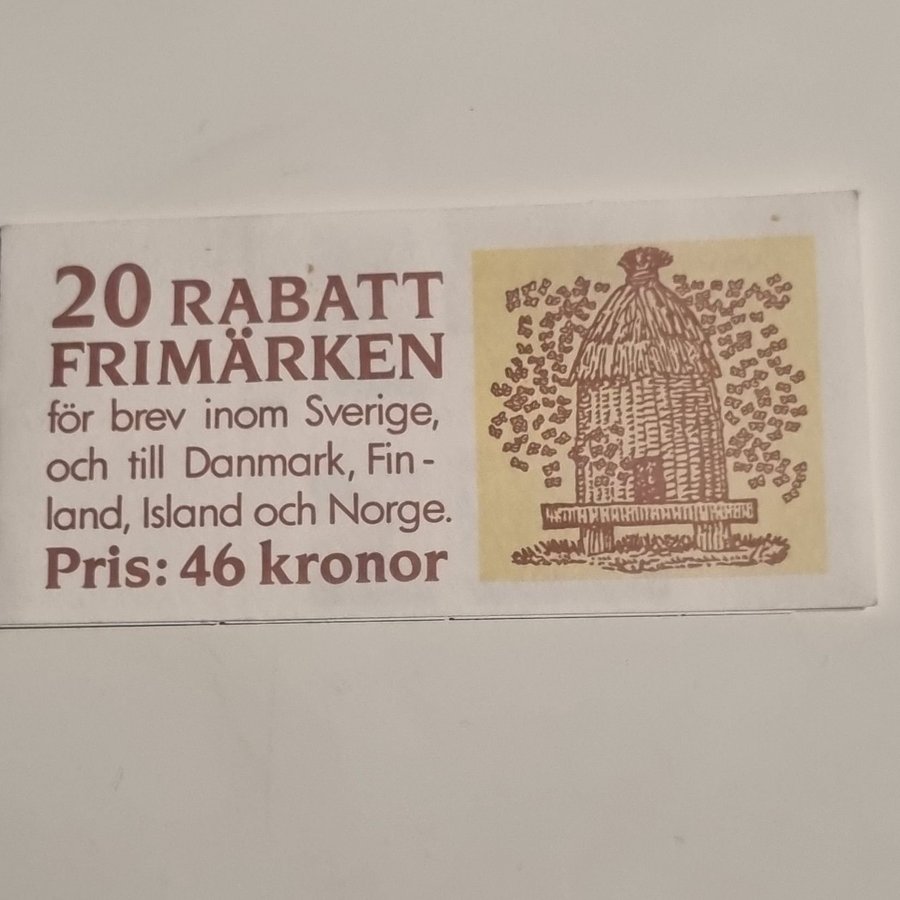 20 RABATT
FRIMÄRKEN
för brev inom Sverige,
och till Danmark, Fin-
land, Island och Norge.
Pris: 46 kronor